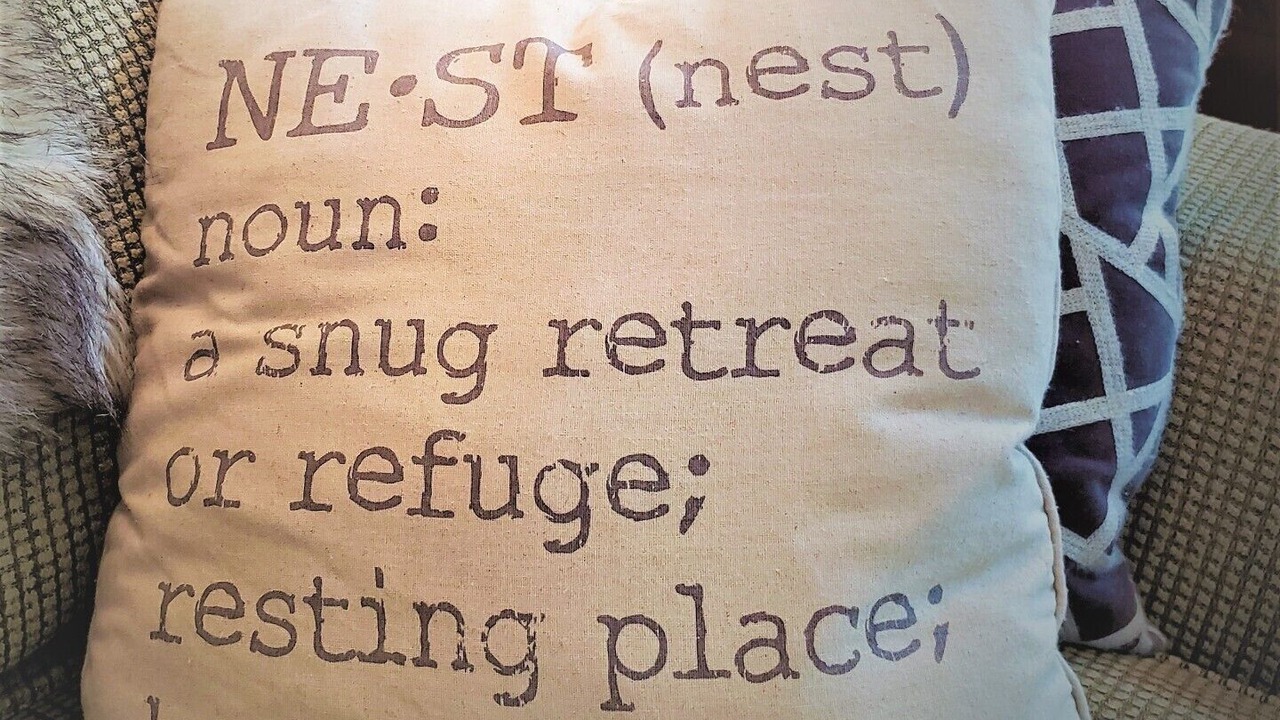 NE·ST (nest)
noun:
a snug retreat
or refuge;
resting place;